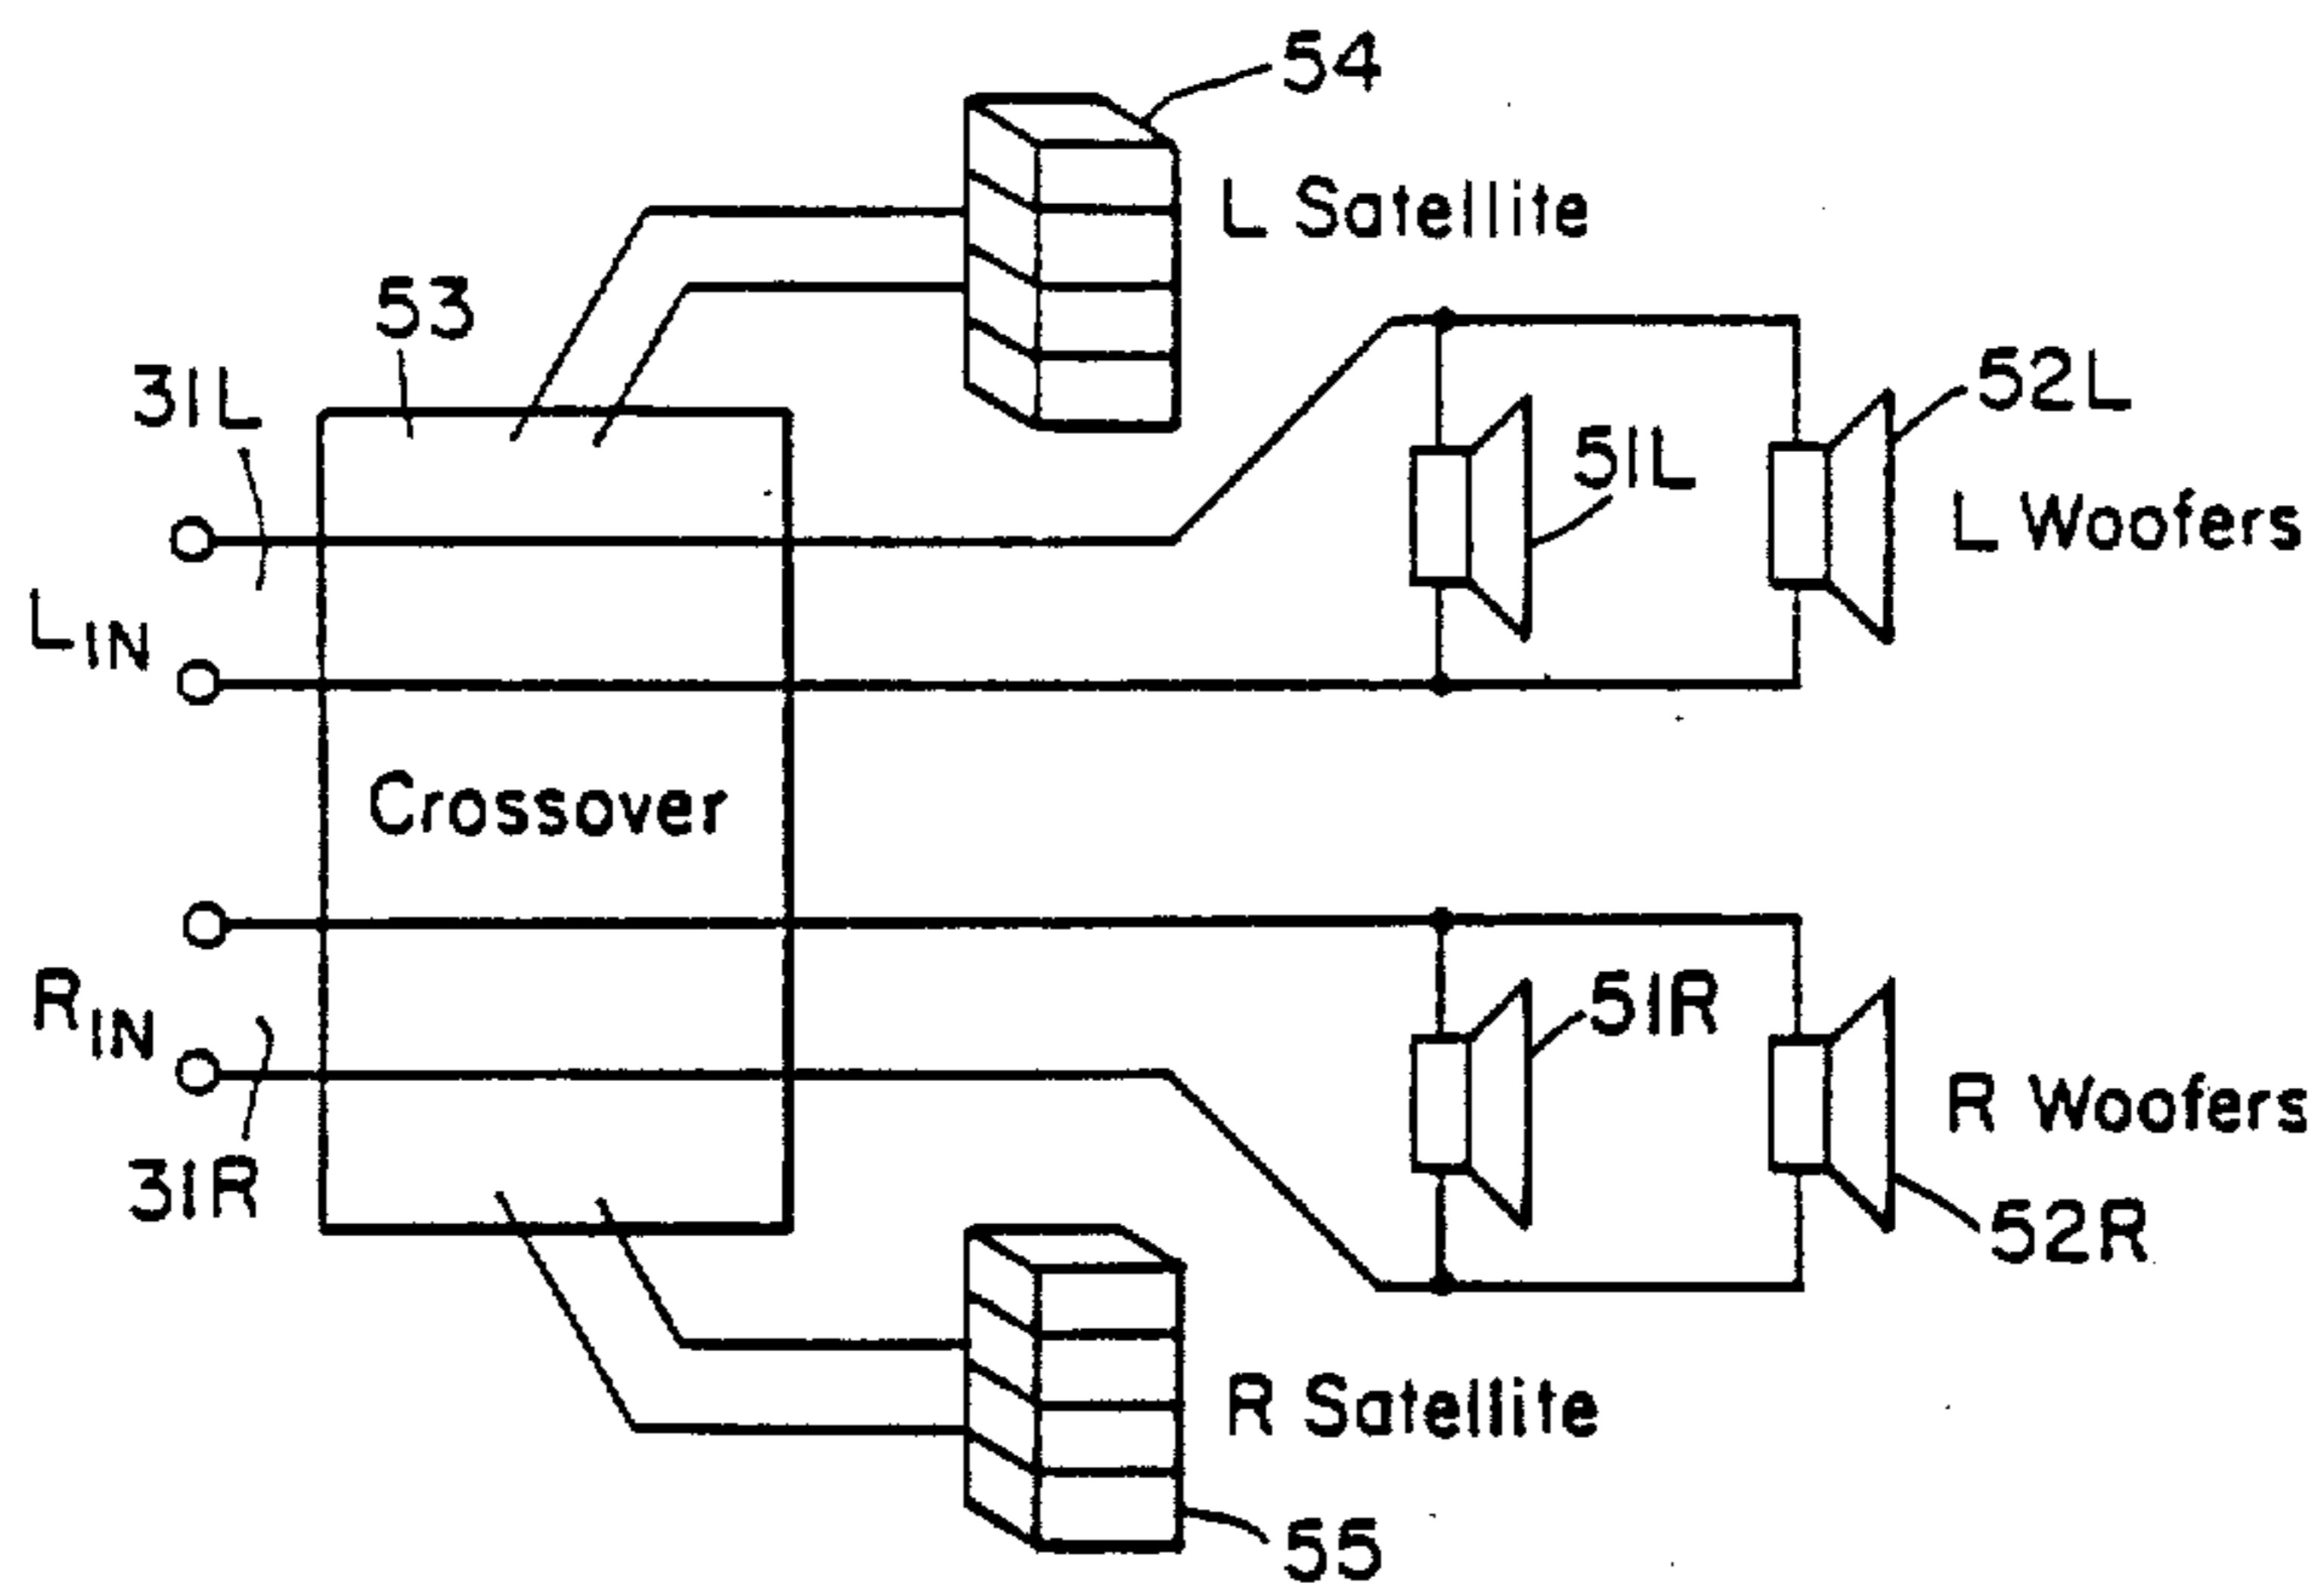 54
L Satellite
53
31L
52L
51L
L Woofers
LIN
Crossover
RIN
51R
R Woofers
31R
52R
R Satellite
55